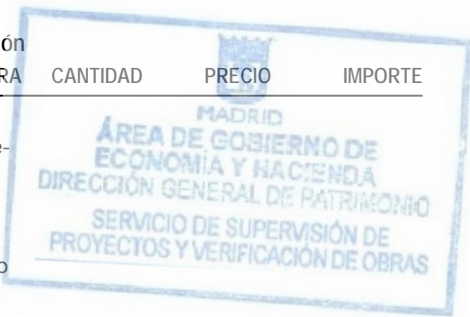 ón
RA CANTIDAD PRECIO IMPORTE
MADRID
ÁREA DE GOBIERNO DE
e-
ECONOMÍA Y HACIENDA
DIRECCIÓN GENERAL DE PATRIMONIO
SERVICIO DE SUPERVISIÓN DE
PROYECTOS Y VERIFICACIÓN DE OBRAS
o